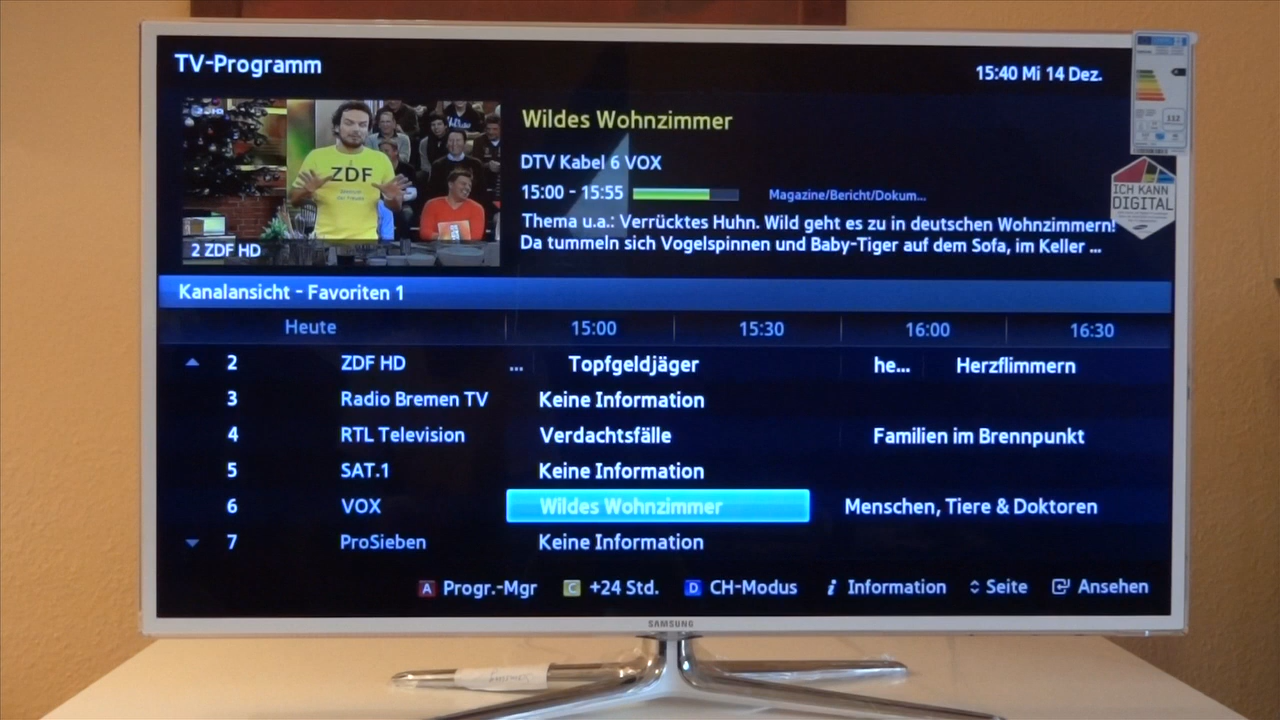 TV-Programm
15:40 Mi 14 Dez.
ZDF
2 ZDF HD
Wildes Wohnzimmer
DTV Kabel 6 VOX
15:00 - 15:55
Magazine/Bericht/Dokum...
Thema u.a.: Verrücktes Huhn. Wild geht es zu in deutschen Wohnzimmern!
Da tummeln sich Vogelspinnen und Baby-Tiger auf dem Sofa, im Keller ...
112
ICH KANN
DIGITAL
Kanalansicht - Favoriten 1
Heute 15:00 15:30 16:00 16:30
2 ZDF HD ... Topfgeldjäger he... Herzflimmern
3 Radio Bremen TV Keine Information
4 RTL Television Verdachtsfälle Familien im Brennpunkt
5 SAT.1 Keine Information
6 VOX Wildes Wohnzimmer Menschen, Tiere & Doktoren
7 ProSieben Keine Information
A Progr.-Mgr C +24 Std. D CH-Modus i Information Seite Ansehen
SAMSUNG